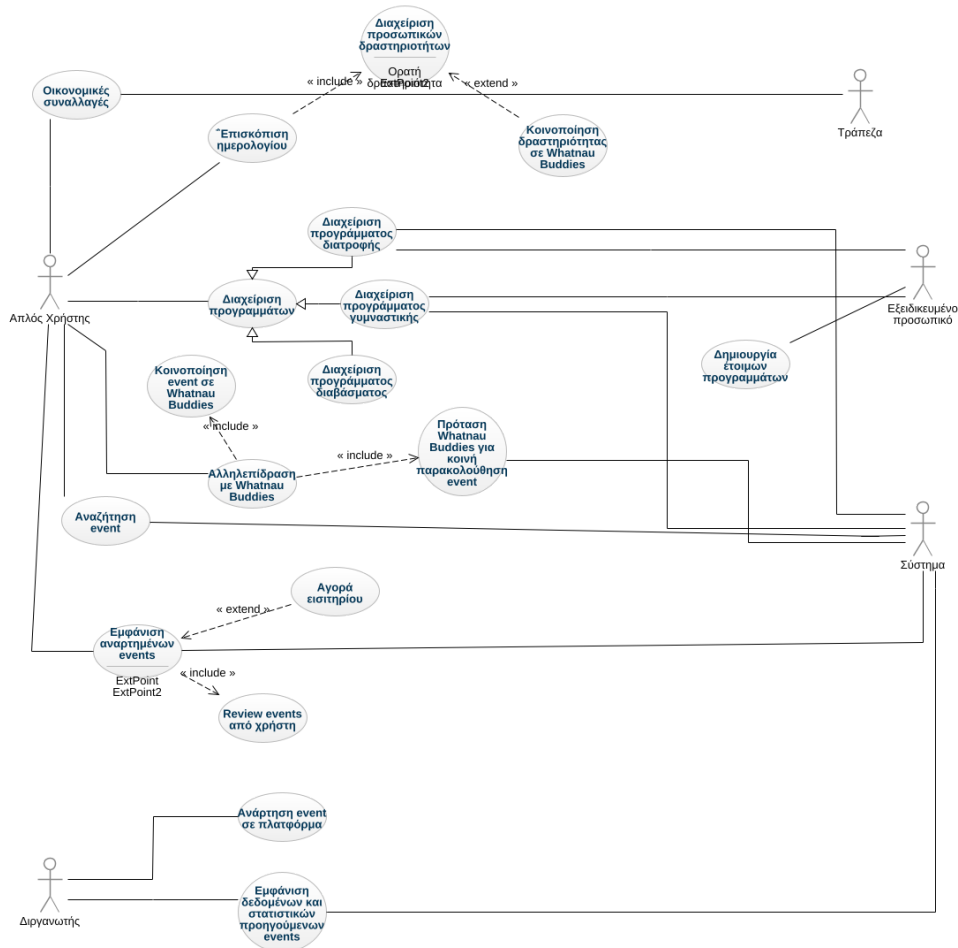 Διαχείριση
προσωπικών
δραστηριοτήτων
Ορατή
δραστηριότητα
ExtPoint2
« include »
« extend »
Οικονομικές
συναλλαγές
Τράπεζα
ˆΕπισκόπιση
ημερολογίου
Κοινοποίηση
δραστηριότητας
σε Whatnau
Buddies
Διαχείριση
προγράμματος
διατροφής
Απλός Χρήστης
Διαχείριση
προγραμμάτων
Διαχείριση
προγράμματος
γυμναστικής
Εξειδικευμένο
προσωπικό
Δημιουργία
έτοιμων
προγραμμάτων
Κοινοποίηση
event σε
Whatnau
Buddies
Διαχείριση
προγράμματος
διαβάσματος
« include »
Πρόταση
Whatnau
Buddies για
κοινή
παρακολούθηση
event
« include »
Αλληλεπίδραση
με Whatnau
Buddies
Αναζήτηση
event
Σύστημα
Αγορά
εισιτηρίου
« extend »
Εμφάνιση
αναρτημένων
events
ExtPoint
ExtPoint2
« include »
Review events
από χρήστη
Ανάρτηση event
σε πλατφόρμα
Διργανωτής
Εμφάνιση
δεδομένων και
στατιστικών
προηγούμενων
events